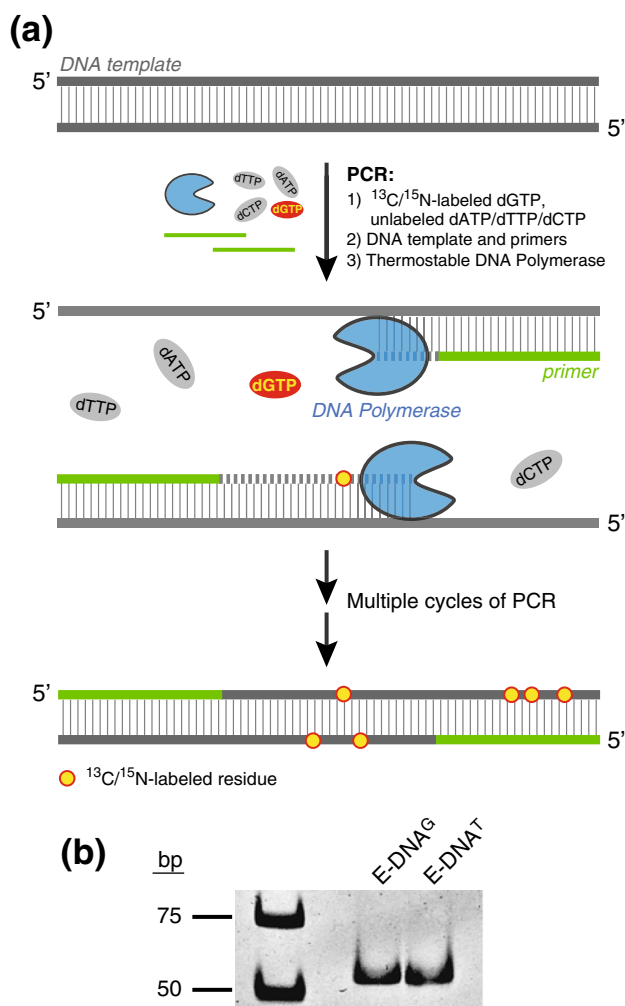 (a)
DNA template
5’
5’
dTTP
dATP
dCTP
dGTP
PCR:
1) ¹³C/¹⁵N-labeled dGTP,
unlabeled dATP/dTTP/dCTP
2) DNA template and primers
3) Thermostable DNA Polymerase
5’
dATP
dGTP
dTTP
primer
DNA Polymerase
dCTP
5’
Multiple cycles of PCR
5’
5’
¹³C/¹⁵N-labeled residue
(b)
bp
E-DNAᴳ
E-DNAᵀ
75
50